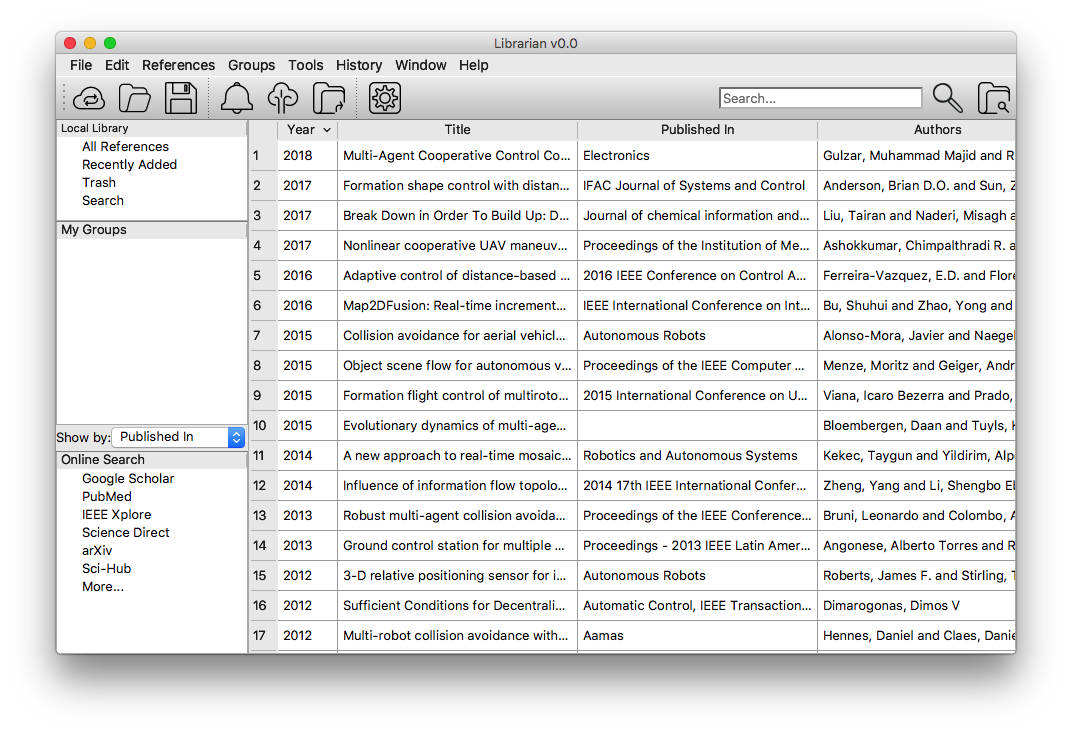 Librarian v0.0
File Edit References Groups Tools History Window Help
Search...
Local Library
All References
Recently Added
Trash
Search
My Groups
Show by: Published In
Online Search
Google Scholar
PubMed
IEEE Xplore
Science Direct
arXiv
Sci-Hub
More...
Year Title Published In Authors
1 2018 Multi-Agent Cooperative Control Co... Electronics Gulzar, Muhammad Majid and R
2 2017 Formation shape control with distan... IFAC Journal of Systems and Control Anderson, Brian D.O. and Sun, Z
3 2017 Break Down in Order To Build Up: D... Journal of chemical information and... Liu, Tairan and Naderi, Misagh a
4 2017 Nonlinear cooperative UAV maneuv... Proceedings of the Institution of Me... Ashokkumar, Chimpalthradi R. a
5 2016 Adaptive control of distance-based ... 2016 IEEE Conference on Control A... Ferreira-Vazquez, E.D. and Flore
6 2016 Map2DFusion: Real-time increment... IEEE International Conference on Int... Bu, Shuhui and Zhao, Yong and
7 2015 Collision avoidance for aerial vehicl... Autonomous Robots Alonso-Mora, Javier and Naegel
8 2015 Object scene flow for autonomous v... Proceedings of the IEEE Computer ... Menze, Moritz and Geiger, Andr
9 2015 Formation flight control of multiroto... 2015 International Conference on U... Viana, Icaro Bezerra and Prado,
10 2015 Evolutionary dynamics of multi-age... Bloembergen, Daan and Tuyls, K
11 2014 A new approach to real-time mosaic... Robotics and Autonomous Systems Kekec, Taygun and Yildirim, Alp
12 2014 Influence of information flow topolo... 2014 17th IEEE International Confer... Zheng, Yang and Li, Shengbo Eb
13 2013 Robust multi-agent collision avoida... Proceedings of the IEEE Conference... Bruni, Leonardo and Colombo, A
14 2013 Ground control station for multiple ... Proceedings - 2013 IEEE Latin Amer... Angonese, Alberto Torres and R
15 2012 3-D relative positioning sensor for i... Autonomous Robots Roberts, James F. and Stirling, T
16 2012 Sufficient Conditions for Decentrali... Automatic Control, IEEE Transaction... Dimarogonas, Dimos V
17 2012 Multi-robot collision avoidance with... Aamas Hennes, Daniel and Claes, Danie